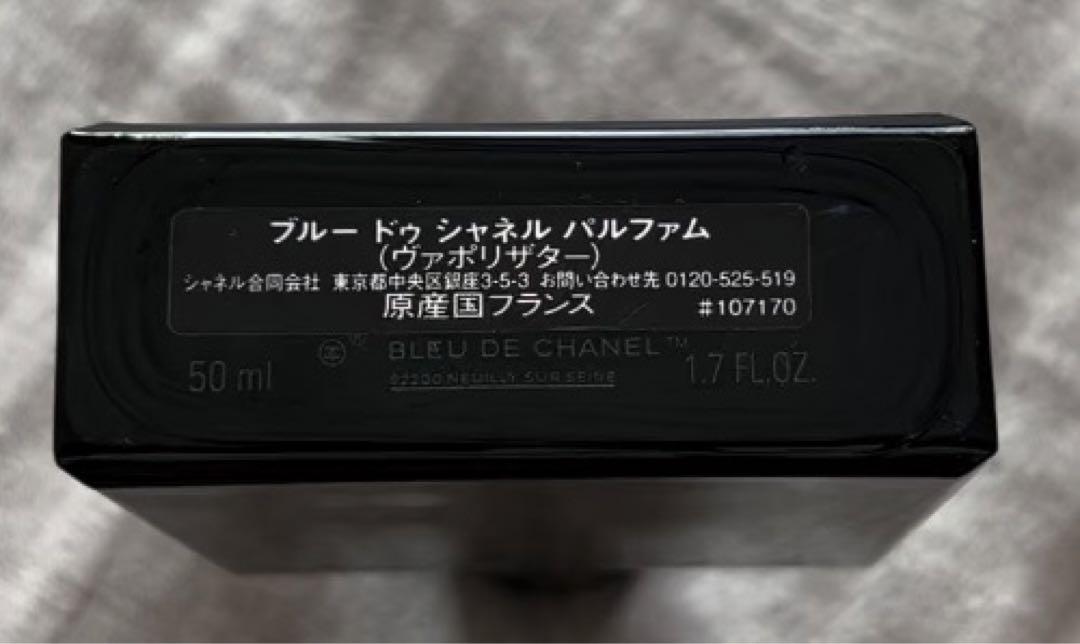 ブルー ドゥ シャネル パルファム
(ヴァポリザター)
シャネル合同会社 東京都中央区銀座3-5-3 お問い合わせ先 0120-525-519
原産国フランス #107170
BLEU DE CHANEL™
50 ml 92200 NEUILLY SUR SEINE 1.7 FL.OZ.